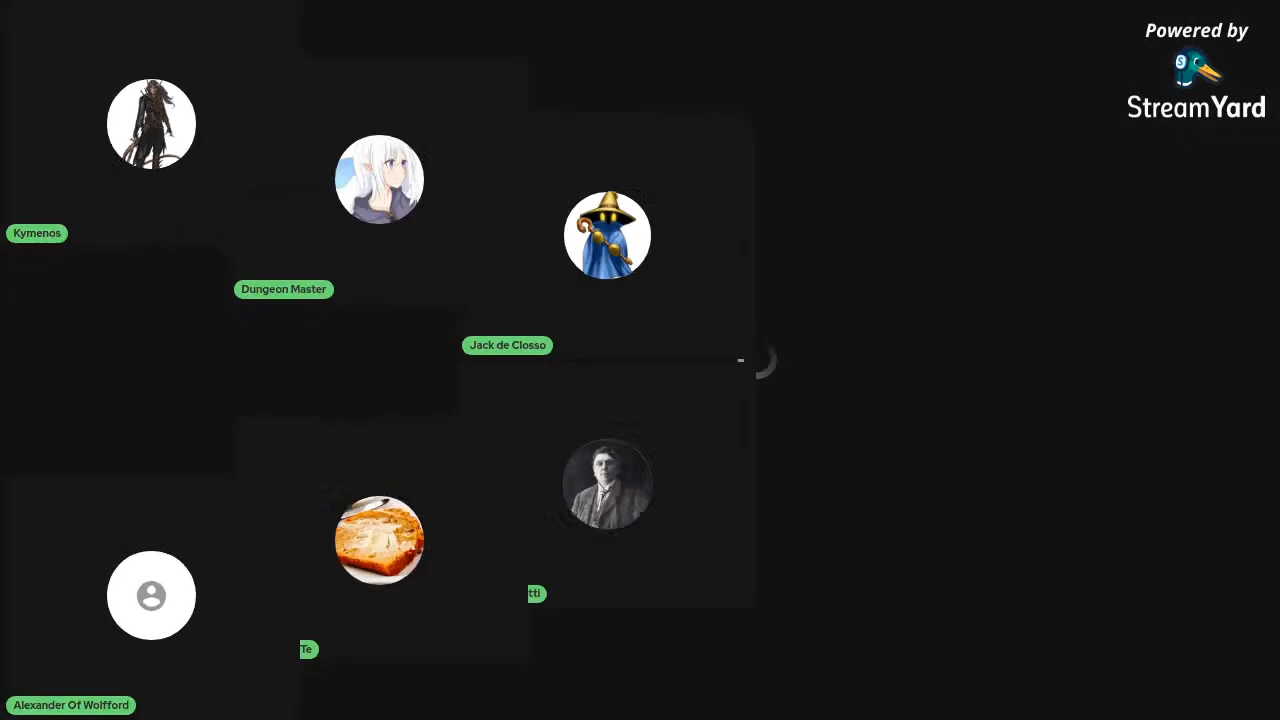 Powered by
StreamYard
Kymenos
Dungeon Master
Jack de Closso
tti
Te
Alexander Of Wolfford